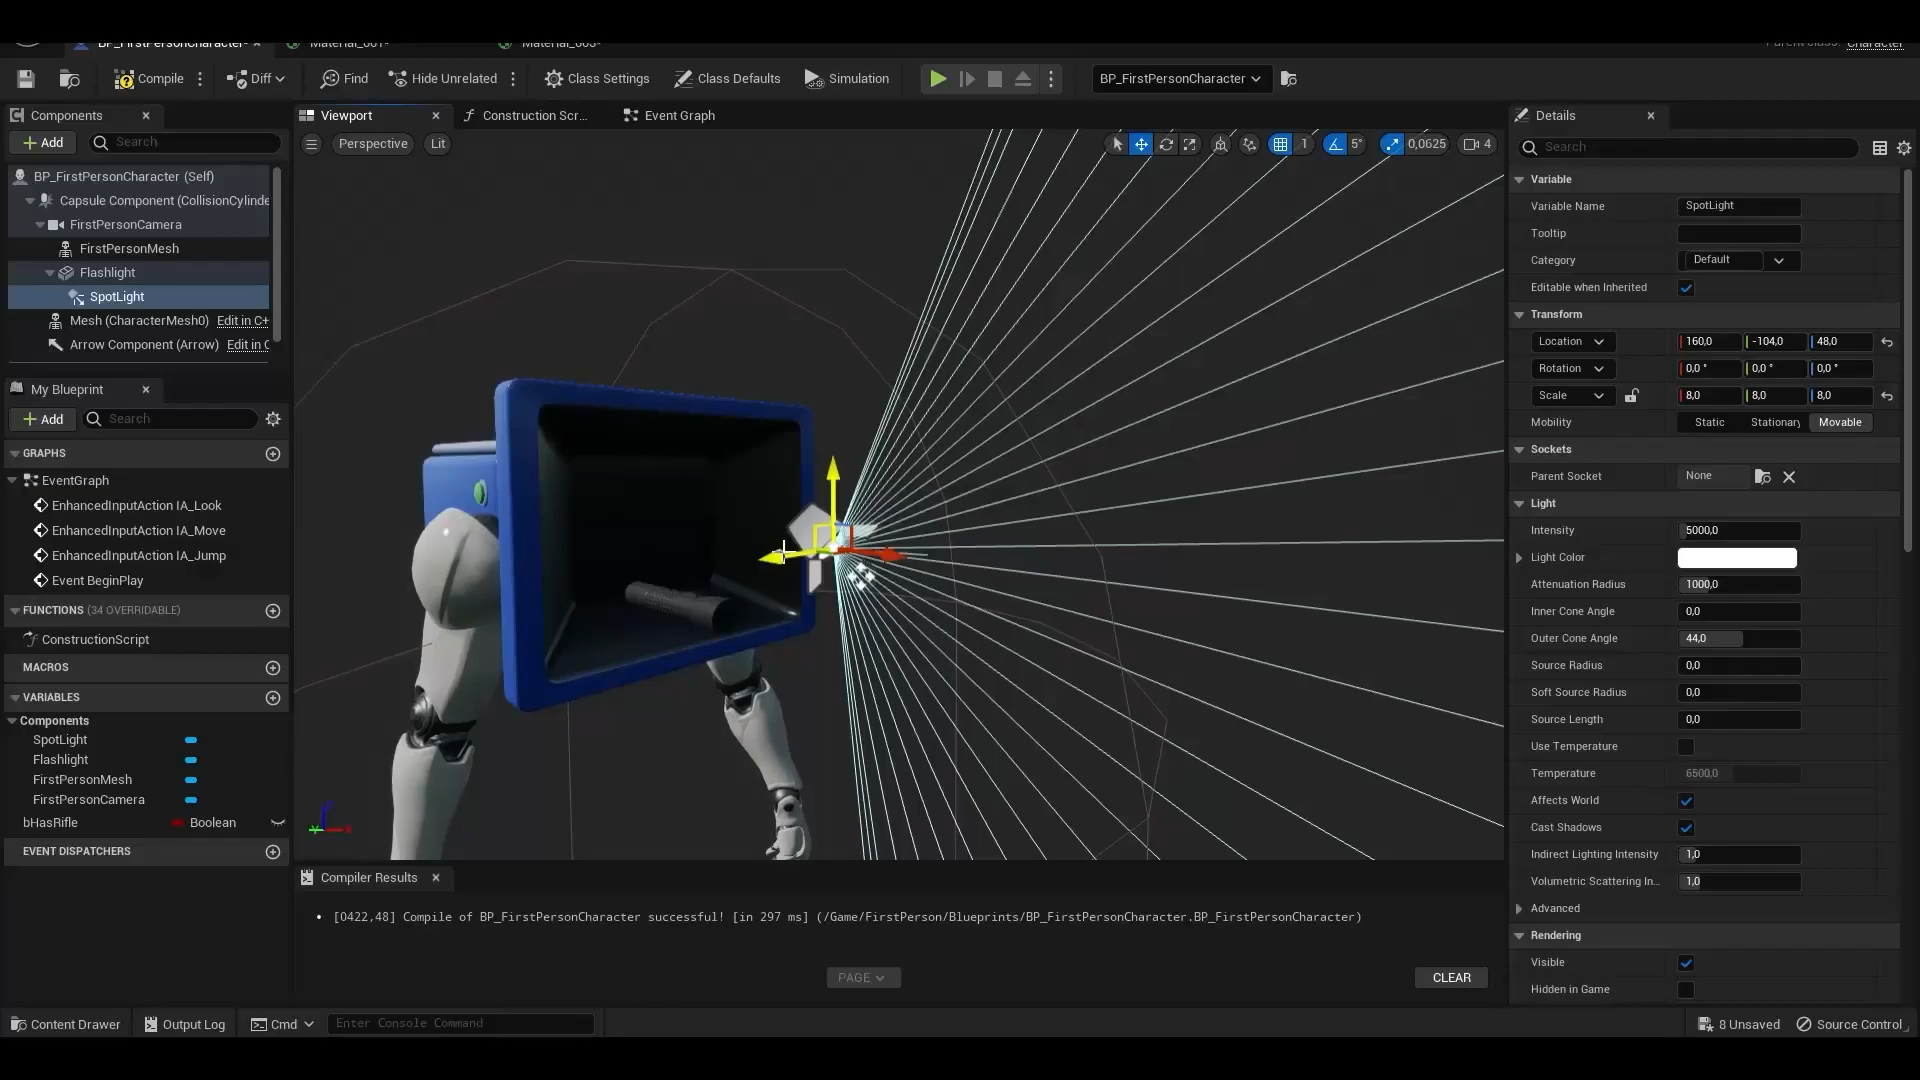 BP_FirstPersonCharacter*
Material_001*
Material_003*
Parent class: Character
Compile
Diff
Find
Hide Unrelated
Class Settings
Class Defaults
Simulation
BP_FirstPersonCharacter
Components
Add
Search
BP_FirstPersonCharacter (Self)
Capsule Component (CollisionCylinde
FirstPersonCamera
FirstPersonMesh
Flashlight
SpotLight
Mesh (CharacterMesh0) Edit in C+
Arrow Component (Arrow) Edit in C
My Blueprint
Add
Search
GRAPHS
EventGraph
EnhancedInputAction IA_Look
EnhancedInputAction IA_Move
EnhancedInputAction IA_Jump
Event BeginPlay
FUNCTIONS (34 OVERRIDABLE)
ConstructionScript
MACROS
VARIABLES
Components
SpotLight
Flashlight
FirstPersonMesh
FirstPersonCamera
bHasRifle Boolean
EVENT DISPATCHERS
Viewport
Construction Scr...
Event Graph
Perspective
Lit
1
5°
0,0625
4
Compiler Results
• [0422,48] Compile of BP_FirstPersonCharacter successful! [in 297 ms] (/Game/FirstPerson/Blueprints/BP_FirstPersonCharacter.BP_FirstPersonCharacter)
PAGE
CLEAR
Details
Search
Variable
Variable Name SpotLight
Tooltip
Category Default
Editable when Inherited
Transform
Location 160,0 -104,0 48,0
Rotation 0,0 ° 0,0 ° 0,0 °
Scale 8,0 8,0 8,0
Mobility Static Stationary Movable
Sockets
Parent Socket None
Light
Intensity 5000,0
Light Color
Attenuation Radius 1000,0
Inner Cone Angle 0,0
Outer Cone Angle 44,0
Source Radius 0,0
Soft Source Radius 0,0
Source Length 0,0
Use Temperature
Temperature 6500,0
Affects World
Cast Shadows
Indirect Lighting Intensity 1,0
Volumetric Scattering In... 1,0
Advanced
Rendering
Visible
Hidden in Game
Content Drawer
Output Log
Cmd
Enter Console Command
8 Unsaved
Source Control